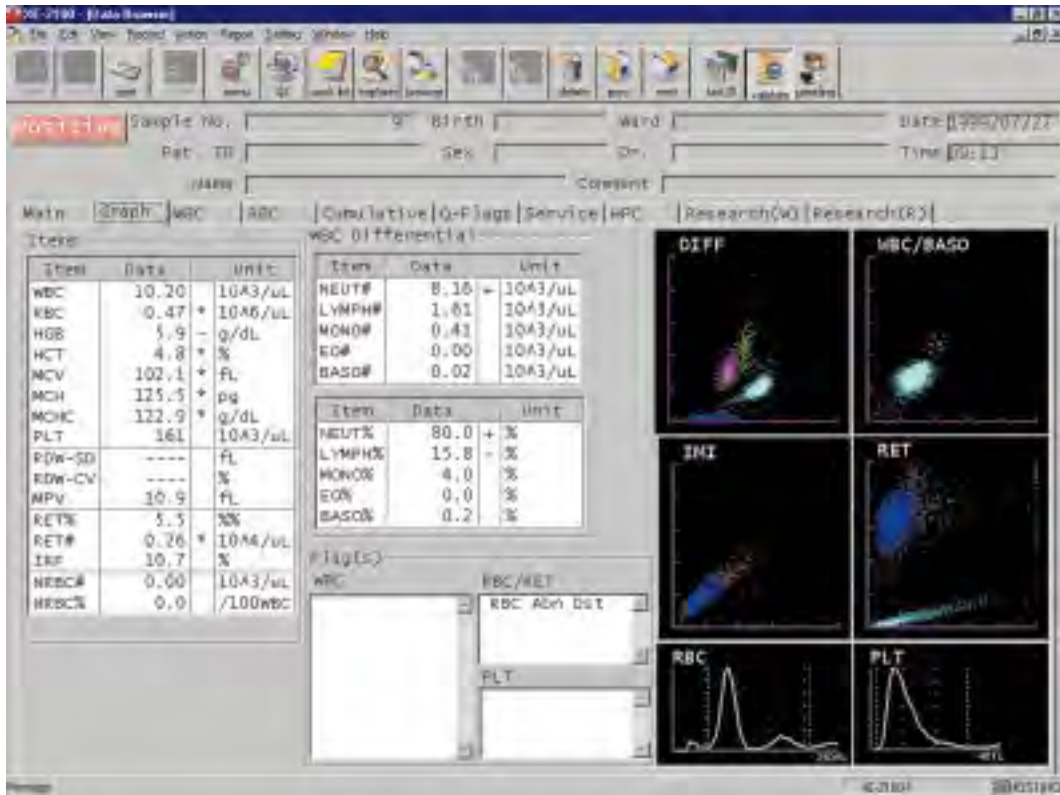 XE-2100 - [Data Browser]
File Edit View Record Action Report Setting Window Help
Positive Sample No. 9 Birth Ward Date 1999/07/27
Pat. ID Sex Dr. Time 09:13
Name Comment
Main Graph WBC RBC Cumulative Q-Flags Service HPC Research(W) Research(R)
Items
Item Data Unit
WBC 10.20 10^3/uL
RBC 0.47 * 10^6/uL
HGB 5.9 - g/dL
HCT 4.8 * %
MCV 102.1 * fL
MCH 125.5 * pg
MCHC 122.9 * g/dL
PLT 161 10^3/uL
RDW-SD ---- fL
RDW-CV ---- %
MPV 10.9 fL
RET% 5.5 %%
RET# 0.26 * 10^4/uL
IRF 10.7 %
NRBC# 0.00 10^3/uL
NRBC% 0.0 /100WBC
WBC Differential
Item Data Unit
NEUT# 8.16 + 10^3/uL
LYMPH# 1.61 10^3/uL
MONO# 0.41 10^3/uL
EO# 0.00 10^3/uL
BASO# 0.02 10^3/uL
Item Data Unit
NEUT% 80.0 + %
LYMPH% 15.8 - %
MONO% 4.0 %
EO% 0.0 %
BASO% 0.2 %
Flag(s)
WBC
RBC/RET
RBC Abn Dst
PLT
DIFF
WBC/BASO
IMI
RET
RBC
PLT